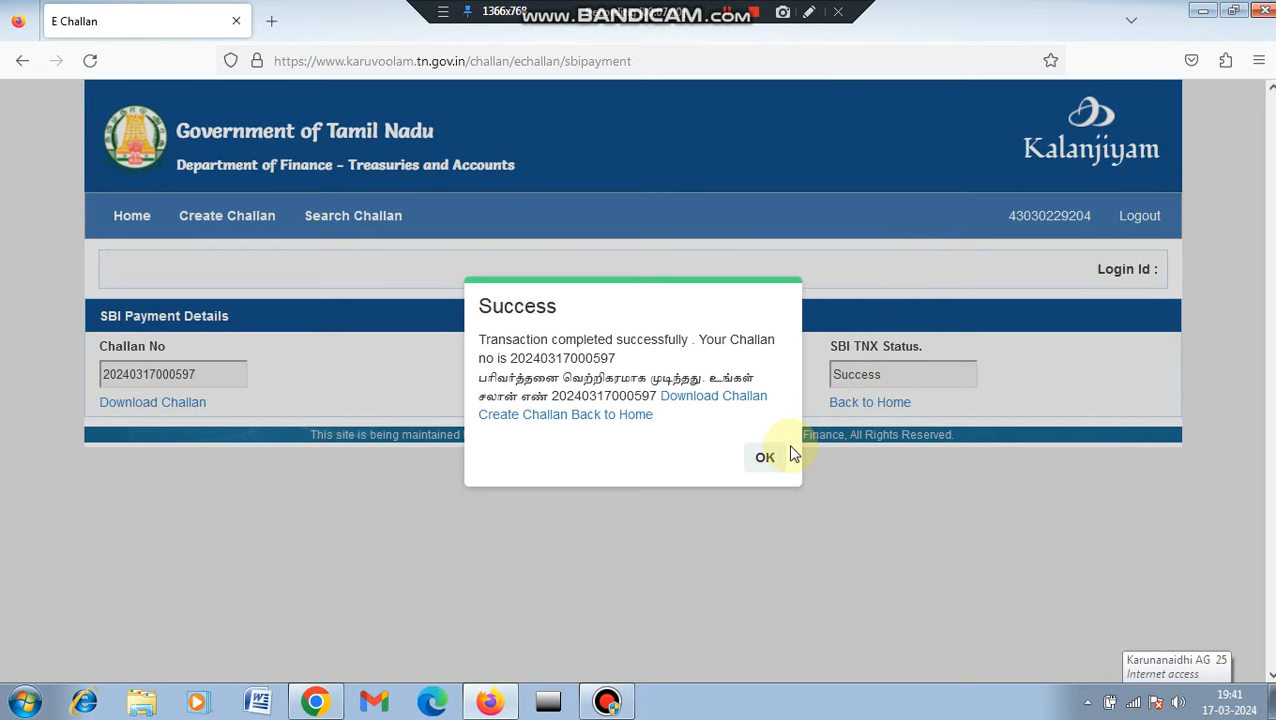 E Challan
1366x768
www.BANDICAM.com
https://www.karuvoolam.tn.gov.in/challan/echallan/sbipayment
Government of Tamil Nadu
Department of Finance - Treasuries and Accounts
Kalanjiyam
Home Create Challan Search Challan 43030229204 Logout
Login Id :
SBI Payment Details
Challan No
20240317000597
Download Challan
SBI TNX Status.
Success
Back to Home
Success
Transaction completed successfully . Your Challan
no is 20240317000597
பரிவர்த்தனை வெற்றிகரமாக முடிந்தது. உங்கள்
சலான் எண் 20240317000597 Download Challan
Create Challan Back to Home
OK
This site is being maintained Finance, All Rights Reserved.
Karunanaidhi AG 25
Internet access
19:41
17-03-2024